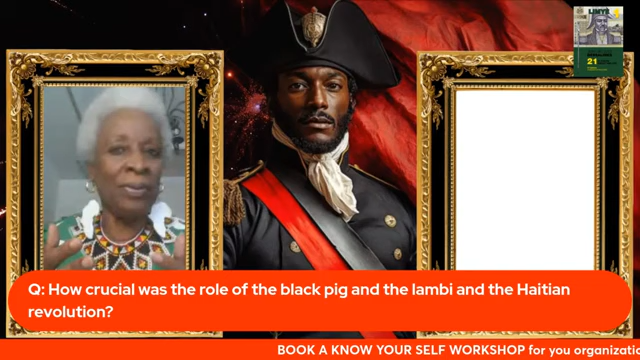 LIMYÈ
21
Q: How crucial was the role of the black pig and the lambi and the Haitian
revolution?
BOOK A KNOW YOUR SELF WORKSHOP for you organizatio